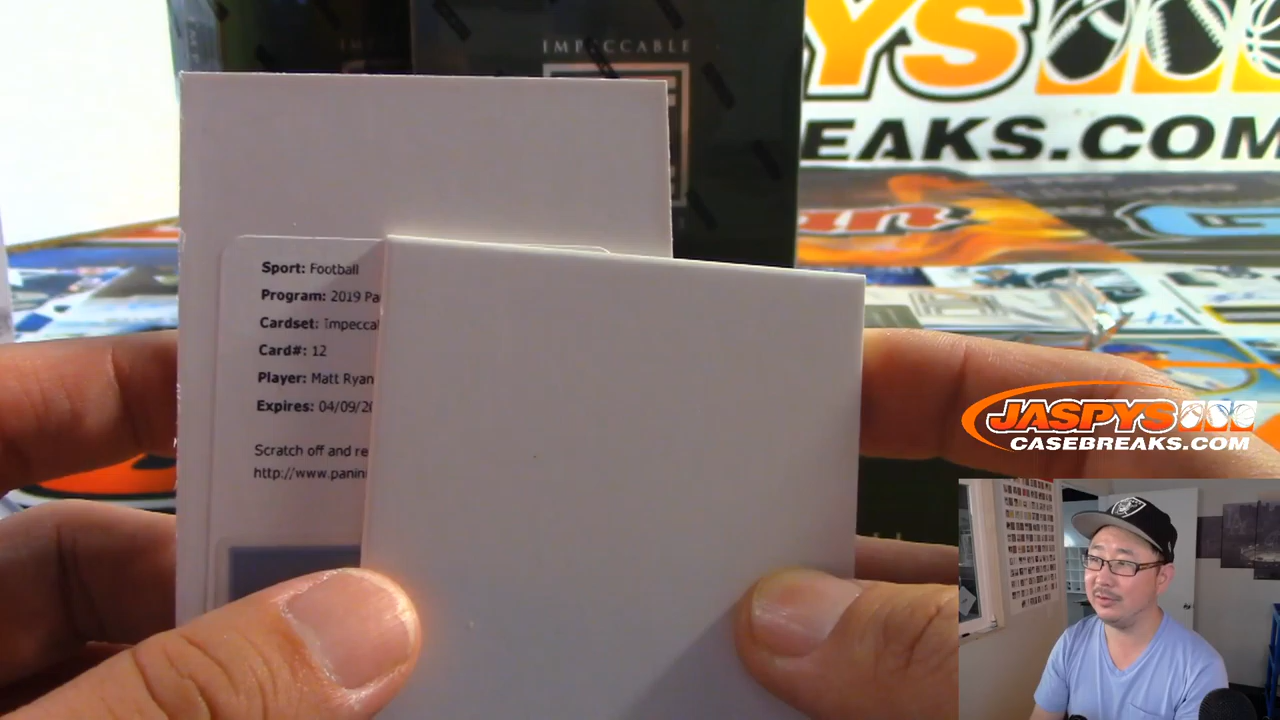 IMPECCABLE
YS
EAKS.COM
Sport: Football
Program: 2019 Pa
Cardset: Impeccal
Card#: 12
Player: Matt Ryan
Expires: 04/09/20
Scratch off and re
http://www.panin
JASPYS
CASEBREAKS.COM